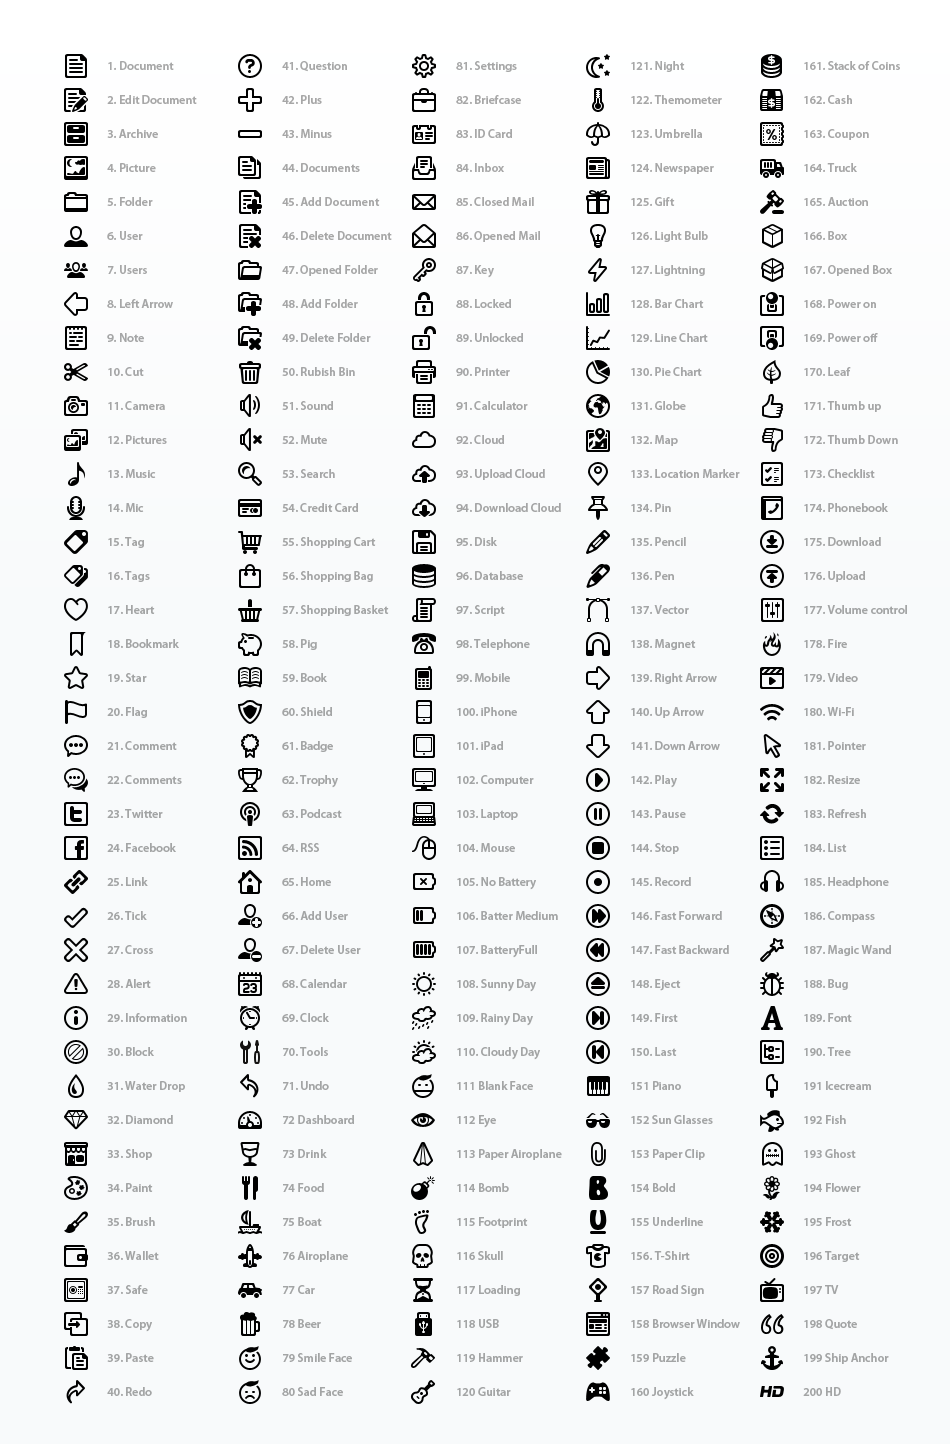 1. Document
2. Edit Document
3. Archive
4. Picture
5. Folder
6. User
7. Users
8. Left Arrow
9. Note
10. Cut
11. Camera
12. Pictures
13. Music
14. Mic
15. Tag
16. Tags
17. Heart
18. Bookmark
19. Star
20. Flag
21. Comment
22. Comments
23. Twitter
24. Facebook
25. Link
26. Tick
27. Cross
28. Alert
29. Information
30. Block
31. Water Drop
32. Diamond
33. Shop
34. Paint
35. Brush
36. Wallet
37. Safe
38. Copy
39. Paste
40. Redo
41. Question
42. Plus
43. Minus
44. Documents
45. Add Document
46. Delete Document
47. Opened Folder
48. Add Folder
49. Delete Folder
50. Rubish Bin
51. Sound
52. Mute
53. Search
54. Credit Card
55. Shopping Cart
56. Shopping Bag
57. Shopping Basket
58. Pig
59. Book
60. Shield
61. Badge
62. Trophy
63. Podcast
64. RSS
65. Home
66. Add User
67. Delete User
68. Calendar
23
69. Clock
70. Tools
71. Undo
72 Dashboard
73 Drink
74 Food
75 Boat
76 Airoplane
77 Car
78 Beer
79 Smile Face
80 Sad Face
81. Settings
82. Briefcase
83. ID Card
84. Inbox
85. Closed Mail
86. Opened Mail
87. Key
88. Locked
89. Unlocked
90. Printer
91. Calculator
92. Cloud
93. Upload Cloud
94. Download Cloud
95. Disk
96. Database
97. Script
98. Telephone
99. Mobile
100. iPhone
101. iPad
102. Computer
103. Laptop
104. Mouse
105. No Battery
106. Batter Medium
107. BatteryFull
108. Sunny Day
109. Rainy Day
110. Cloudy Day
111 Blank Face
112 Eye
113 Paper Airoplane
114 Bomb
115 Footprint
116 Skull
117 Loading
118 USB
119 Hammer
120 Guitar
121. Night
122. Themometer
123. Umbrella
124. Newspaper
125. Gift
126. Light Bulb
127. Lightning
128. Bar Chart
129. Line Chart
130. Pie Chart
131. Globe
132. Map
133. Location Marker
134. Pin
135. Pencil
136. Pen
137. Vector
138. Magnet
139. Right Arrow
140. Up Arrow
141. Down Arrow
142. Play
143. Pause
144. Stop
145. Record
146. Fast Forward
147. Fast Backward
148. Eject
149. First
150. Last
151 Piano
152 Sun Glasses
153 Paper Clip
B 154 Bold
U 155 Underline
156. T-Shirt
157 Road Sign
158 Browser Window
159 Puzzle
160 Joystick
$ 161. Stack of Coins
$ 162. Cash
% 163. Coupon
164. Truck
165. Auction
166. Box
167. Opened Box
168. Power on
169. Power off
170. Leaf
171. Thumb up
172. Thumb Down
173. Checklist
174. Phonebook
175. Download
176. Upload
177. Volume control
178. Fire
179. Video
180. Wi-Fi
181. Pointer
182. Resize
183. Refresh
184. List
185. Headphone
186. Compass
187. Magic Wand
188. Bug
A 189. Font
190. Tree
191 Icecream
192 Fish
193 Ghost
194 Flower
195 Frost
196 Target
197 TV
198 Quote
199 Ship Anchor
HD 200 HD